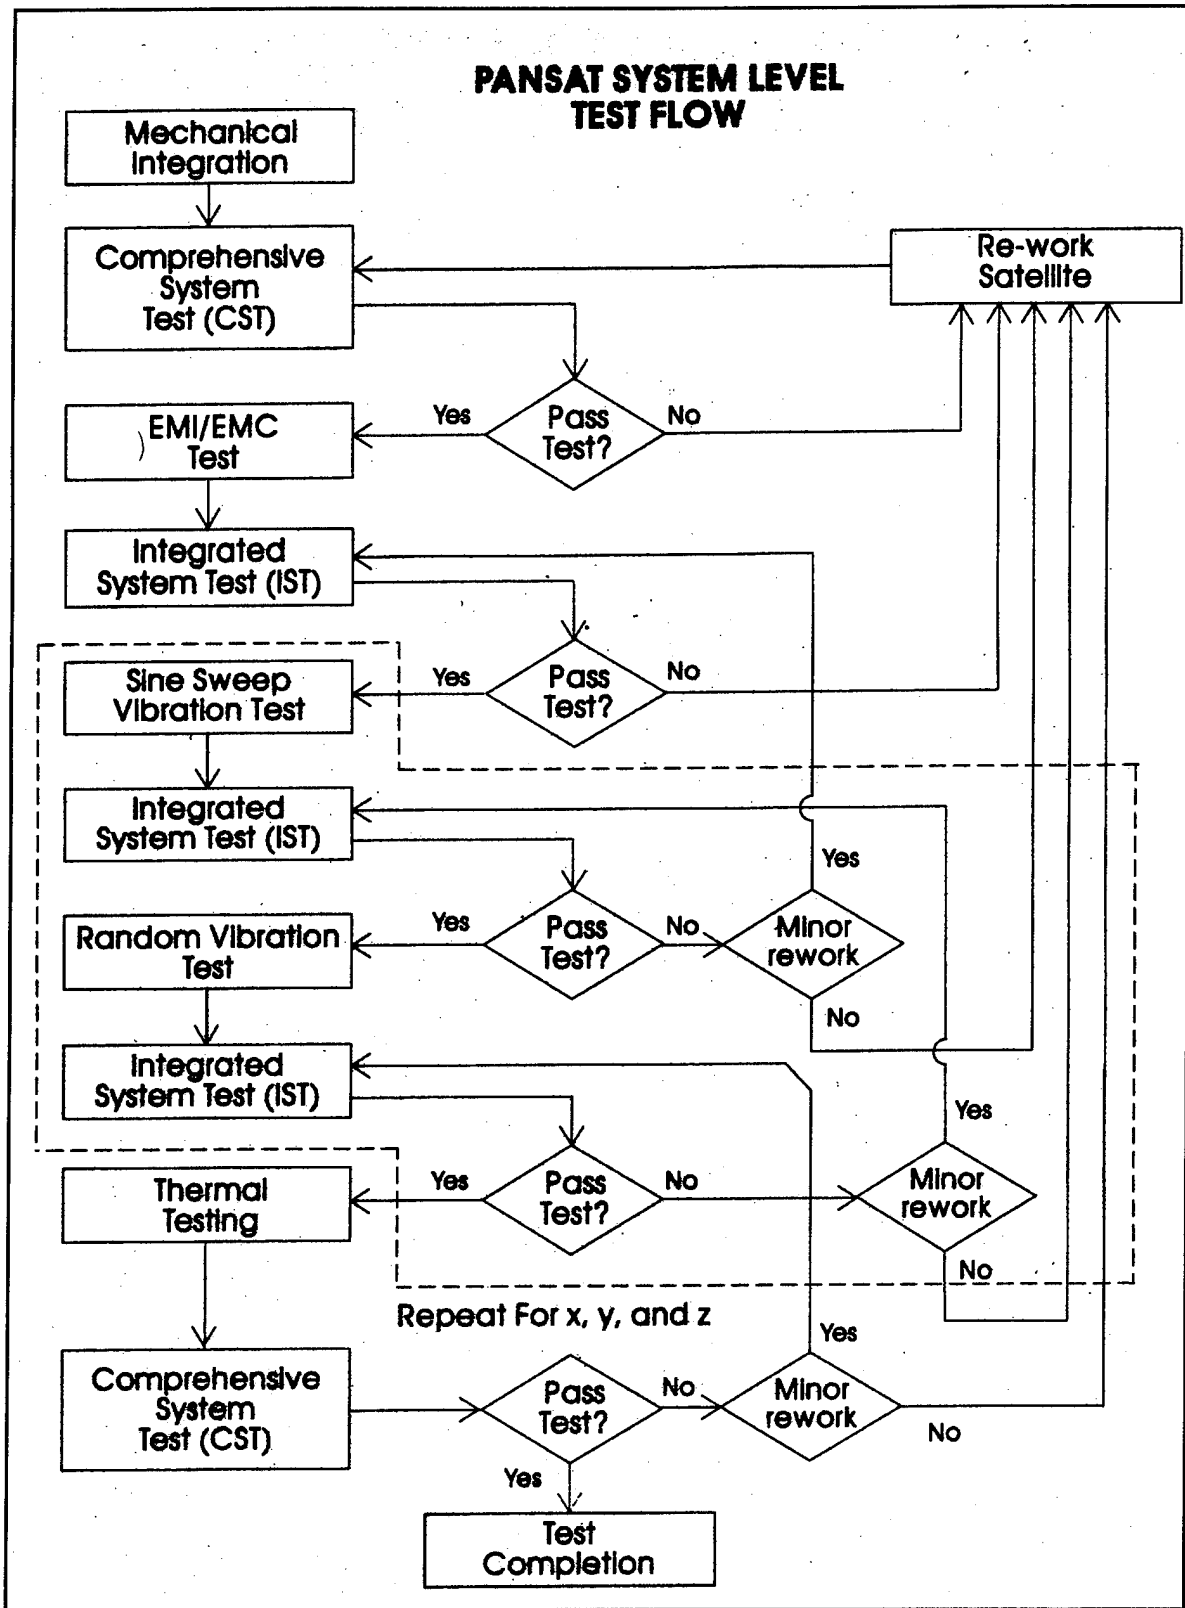 PANSAT SYSTEM LEVEL
TEST FLOW
Mechanical
Integration
Comprehensive
System
Test (CST)
Re-work
Satellite
Pass
Test?
Yes
No
EMI/EMC
Test
Integrated
System Test (IST)
Pass
Test?
Yes
No
Sine Sweep
Vibration Test
Integrated
System Test (IST)
Yes
Pass
Test?
Yes
No
Minor
rework
No
Random Vibration
Test
Integrated
System Test (IST)
Yes
Pass
Test?
Yes
No
Minor
rework
No
Thermal
Testing
Repeat For x, y, and z
Yes
Comprehensive
System
Test (CST)
Pass
Test?
No
Minor
rework
No
Yes
Test
Completion